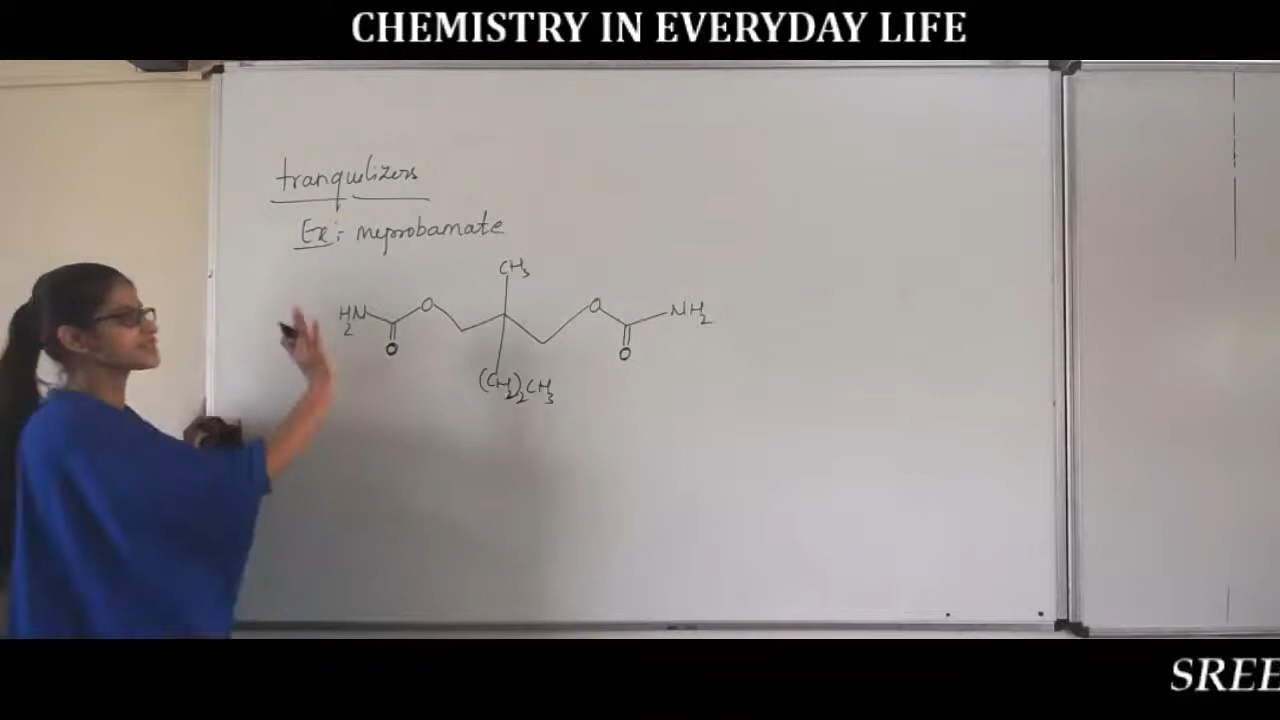 CHEMISTRY IN EVERYDAY LIFE
tranquilizers
Ex:- meprobamate
CH3
H2N O O NH2
O O
(CH2)2CH3
SREE